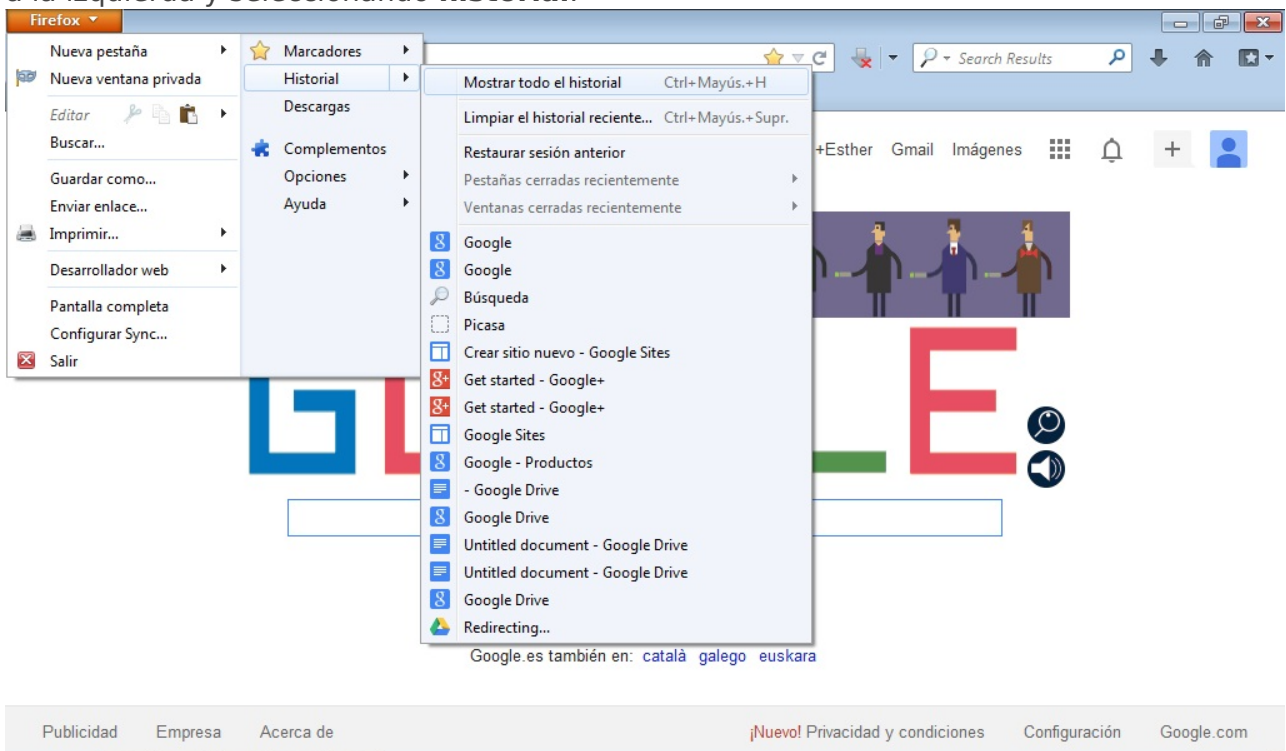 a la izquierda y seleccionando Historial.
Firefox
Search Results
Nueva pestaña
Nueva ventana privada
Editar
Buscar...
Guardar como...
Enviar enlace...
Imprimir...
Desarrollador web
Pantalla completa
Configurar Sync...
Salir
Marcadores
Historial
Descargas
Complementos
Opciones
Ayuda
Mostrar todo el historial Ctrl+Mayús.+H
Limpiar el historial reciente... Ctrl+Mayús.+Supr.
Restaurar sesión anterior
Pestañas cerradas recientemente
Ventanas cerradas recientemente
Google
Google
Búsqueda
Picasa
Crear sitio nuevo - Google Sites
Get started - Google+
Get started - Google+
Google Sites
Google - Productos
- Google Drive
Google Drive
Untitled document - Google Drive
Untitled document - Google Drive
Google Drive
Redirecting...
+Esther Gmail Imágenes
Google.es también en: català galego euskara
Publicidad Empresa Acerca de ¡Nuevo! Privacidad y condiciones Configuración Google.com